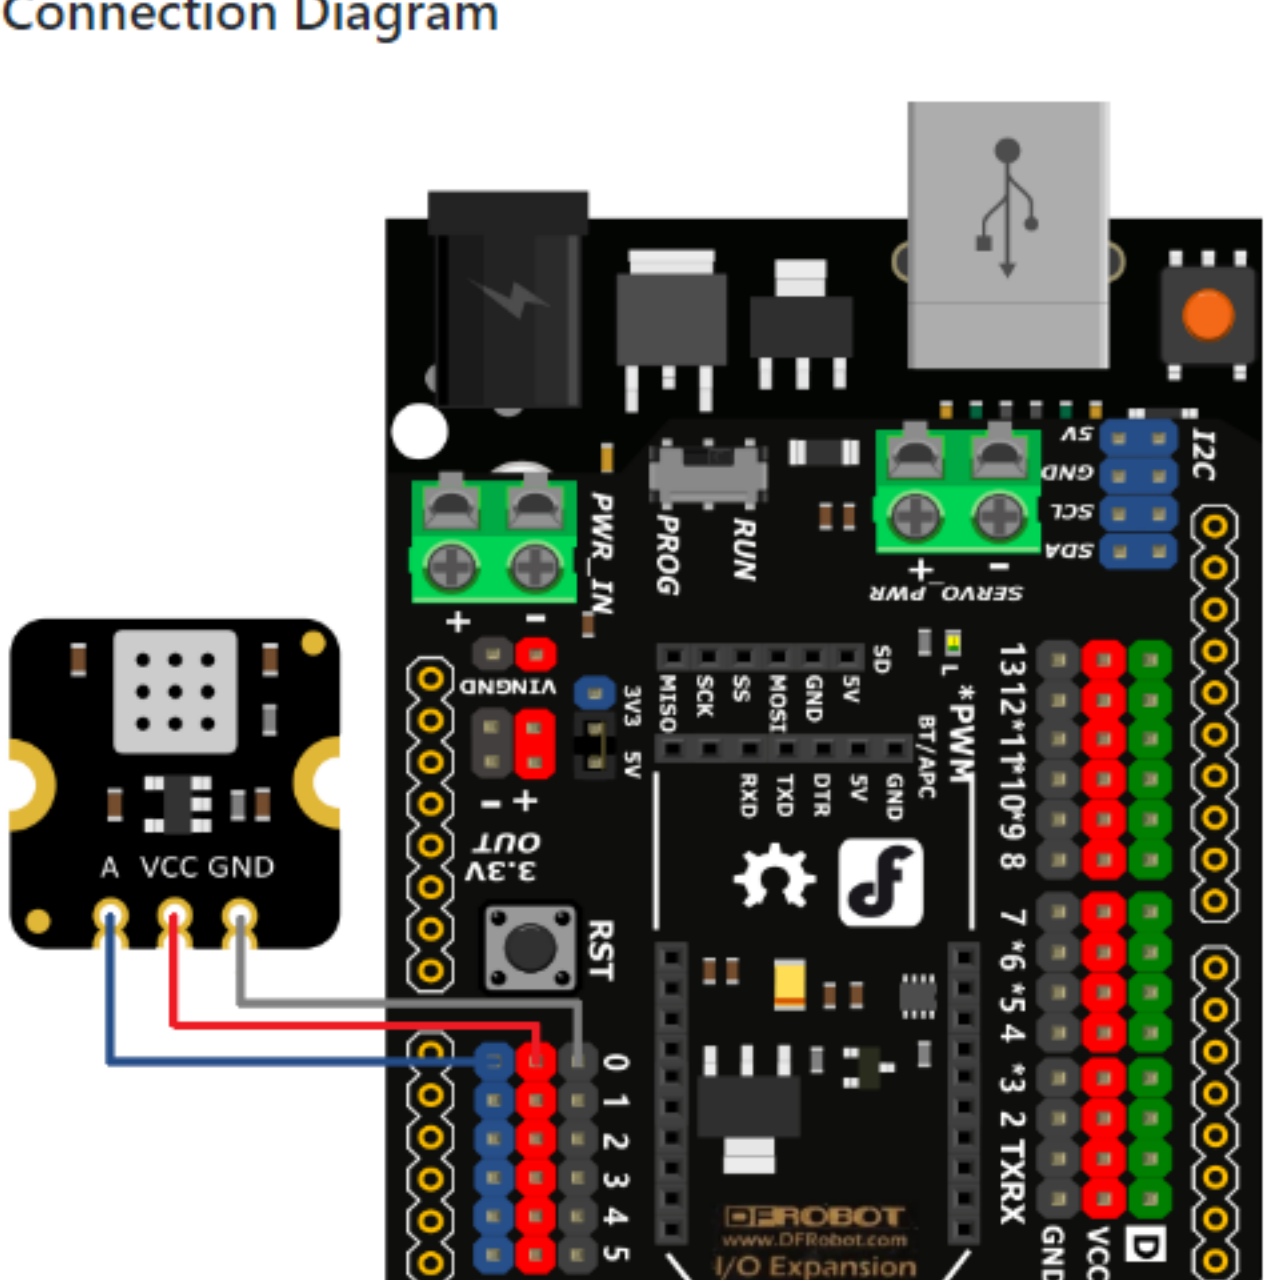 Connection Diagram
I2C
5V
GND
SCL
SDA
PWR_IN
PROG
RUN
+ -
SERVO_PWR
+ -
VINGND
3V3
5V
SD
MISO
SCK
SS
MOSI
GND
5V
L
*PWM
BT/APC
RXD
TXD
DTR
5V
GND
- +
OUT
3.3V
A VCC GND
RST
13
12*
11*
10*
9
8
7
*6
*5
4
*3
2
TX
RX
GND
VCC
D
0
1
2
3
4
5
DFROBOT
www.DFRobot.com
I/O Expansion